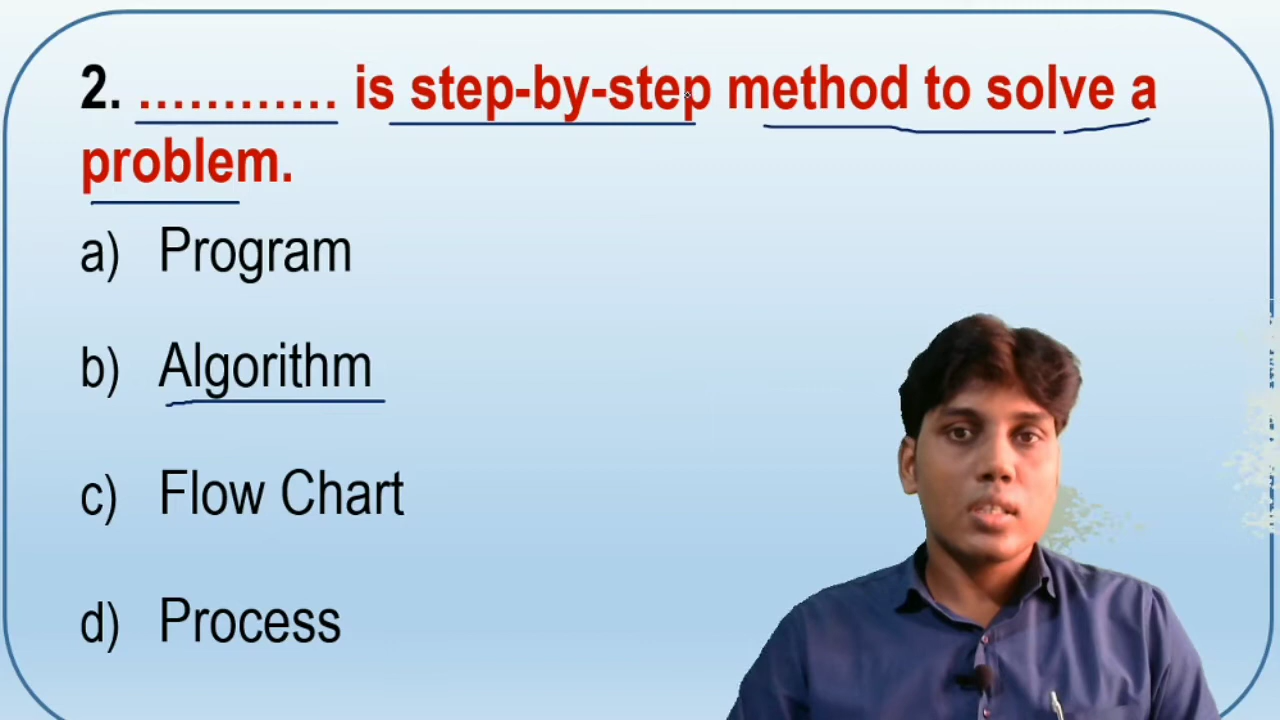 2. ............ is step-by-step method to solve a
problem.
a) Program
b) Algorithm
c) Flow Chart
d) Process